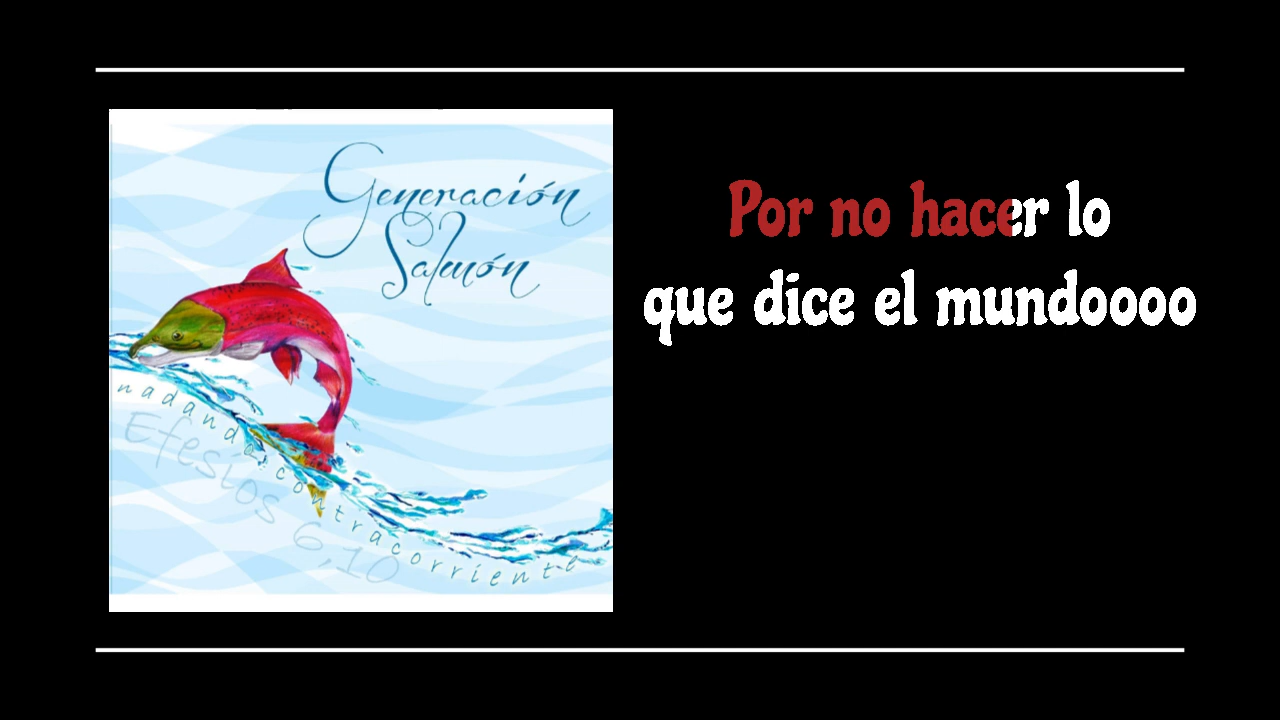 Generación
Salmón
nadando contracorriente
Efesios 6,10
Por no hacer lo
que dice el mundoooo